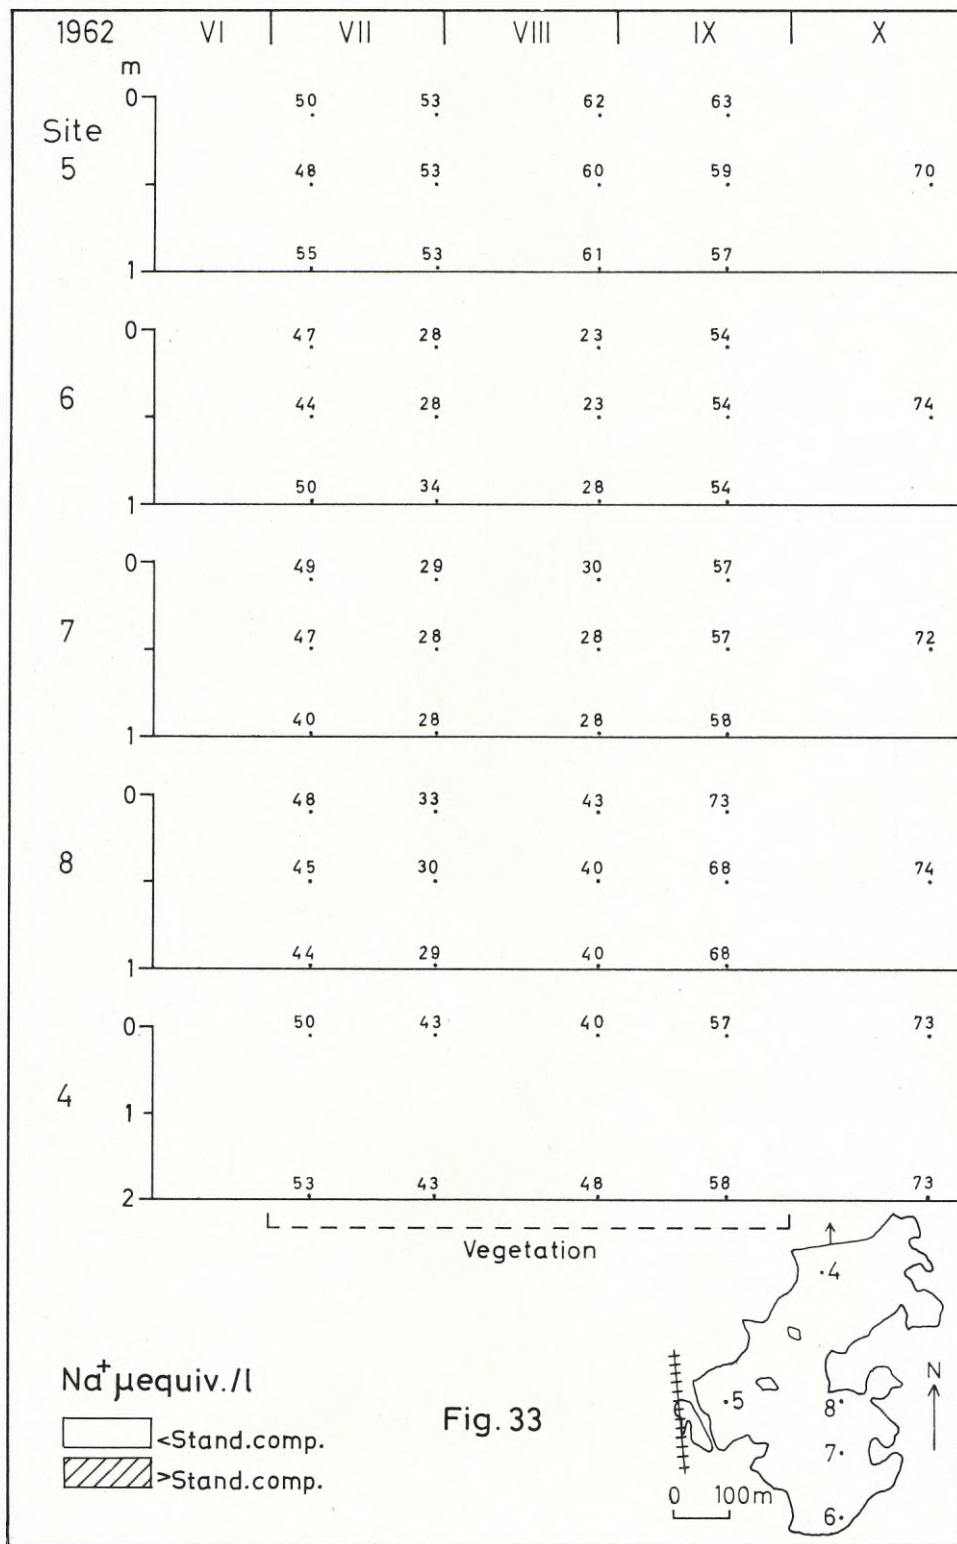 1962 VI VII VIII IX X
m
0 50 53 62 63
Site
5 48 53 60 59 70
1 55 53 61 57
0 47 28 23 54
6 44 28 23 54 74
1 50 34 28 54
0 49 29 30 57
7 47 28 28 57 72
1 40 28 28 58
0 48 33 43 73
8 45 30 40 68 74
1 44 29 40 68
0 50 43 40 57 73
4
1
2 53 43 48 58 73
Vegetation
4
Na⁺ μequiv./l
<Stand.comp.
>Stand.comp.
Fig. 33
N
5
8
7
0 100m
6